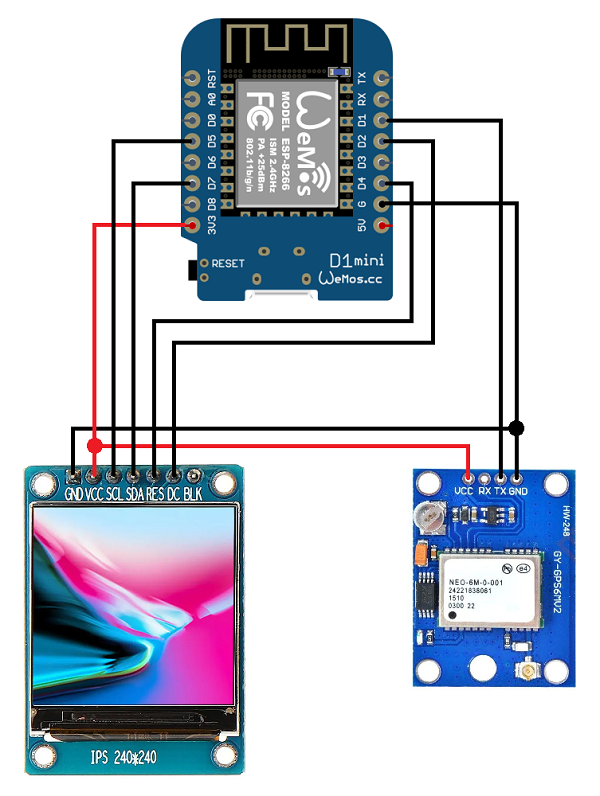 RST
A0
D0
D5
D6
D7
D8
3V3
TX
RX
D1
D2
D3
D4
G
5V
WeMos
MODEL ESP-8266
ISM 2.4GHz
PA +25dBm
802.11b/g/n
FC
RESET
D1mini
WeMos.cc
GND VCC SCL SDA RES DC BLK
IPS 240*240
VCC RX TX GND
HW-248
GY-GPS6MV2
NEO-6M-0-001
24221838061
1510
0300 22
e4